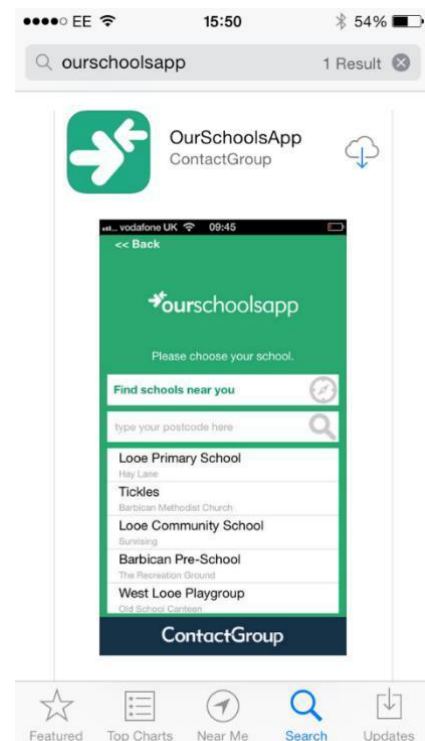 EE 15:50 54%
ourschoolsapp 1 Result
OurSchoolsApp
ContactGroup
vodafone UK 09:45
<< Back
ourschoolsapp
Please choose your school.
Find schools near you
type your postcode here
Looe Primary School
Hay Lane
Tickles
Barbican Methodist Church
Looe Community School
Sunrising
Barbican Pre-School
The Recreation Ground
West Looe Playgroup
Old School Canteen
ContactGroup
Featured Top Charts Near Me Search Updates